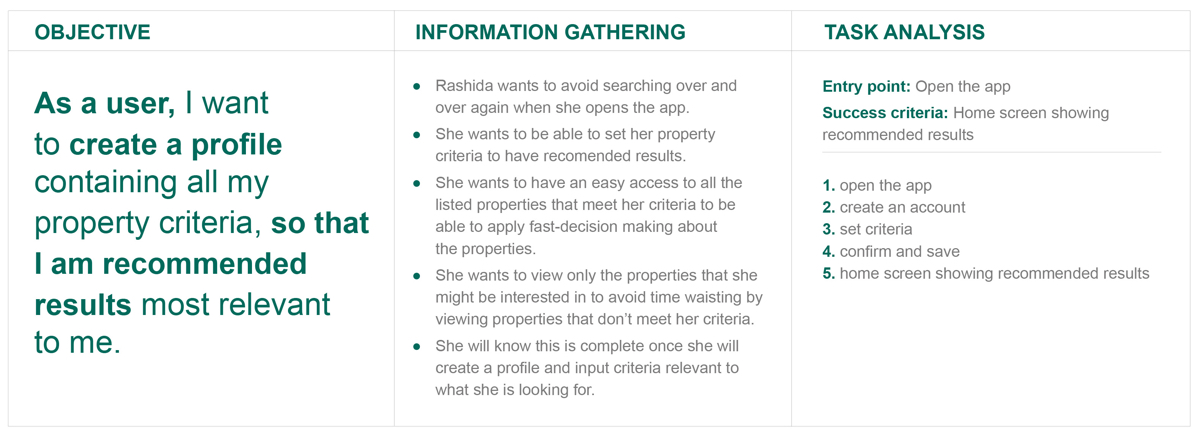 OBJECTIVE
As a user, I want
to create a profile
containing all my
property criteria, so that
I am recommended
results most relevant
to me.
INFORMATION GATHERING
● Rashida wants to avoid searching over and
over again when she opens the app.
● She wants to be able to set her property
criteria to have recomended results.
● She wants to have an easy access to all the
listed properties that meet her criteria to be
able to apply fast-decision making about
the properties.
● She wants to view only the properties that she
might be interested in to avoid time waisting by
viewing properties that don’t meet her criteria.
● She will know this is complete once she will
create a profile and input criteria relevant to
what she is looking for.
TASK ANALYSIS
Entry point: Open the app
Success criteria: Home screen showing
recommended results
1. open the app
2. create an account
3. set criteria
4. confirm and save
5. home screen showing recommended results